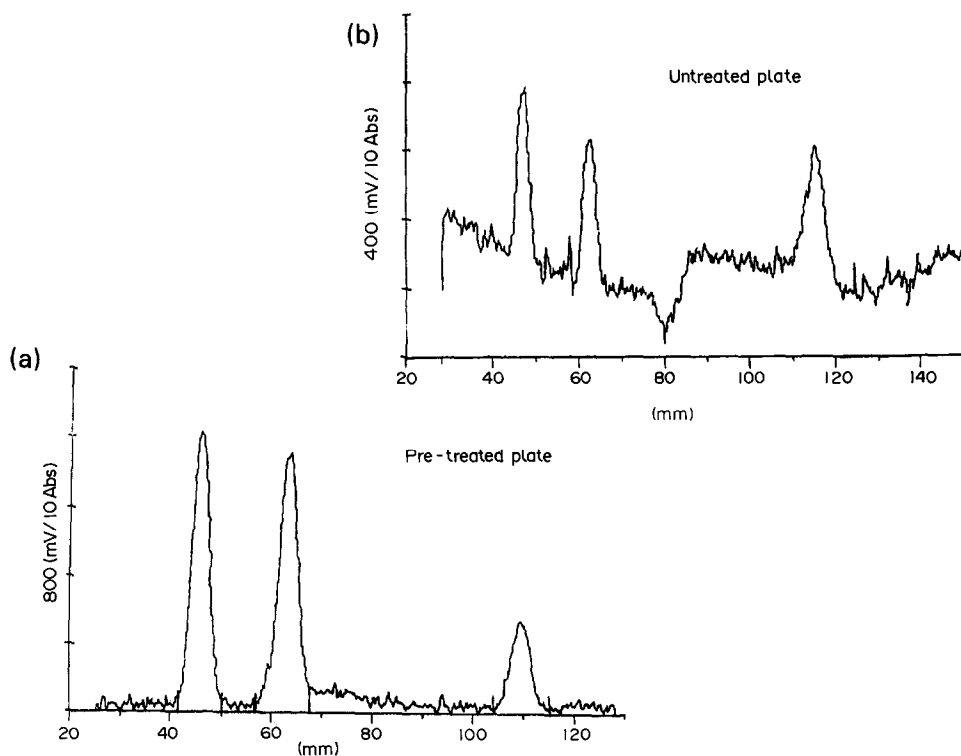 (b)
Untreated plate
400 (mV/10 Abs)
20 40 60 80 100 120 140
(mm)
(a)
Pre-treated plate
800 (mV/10 Abs)
20 40 60 80 100 120
(mm)